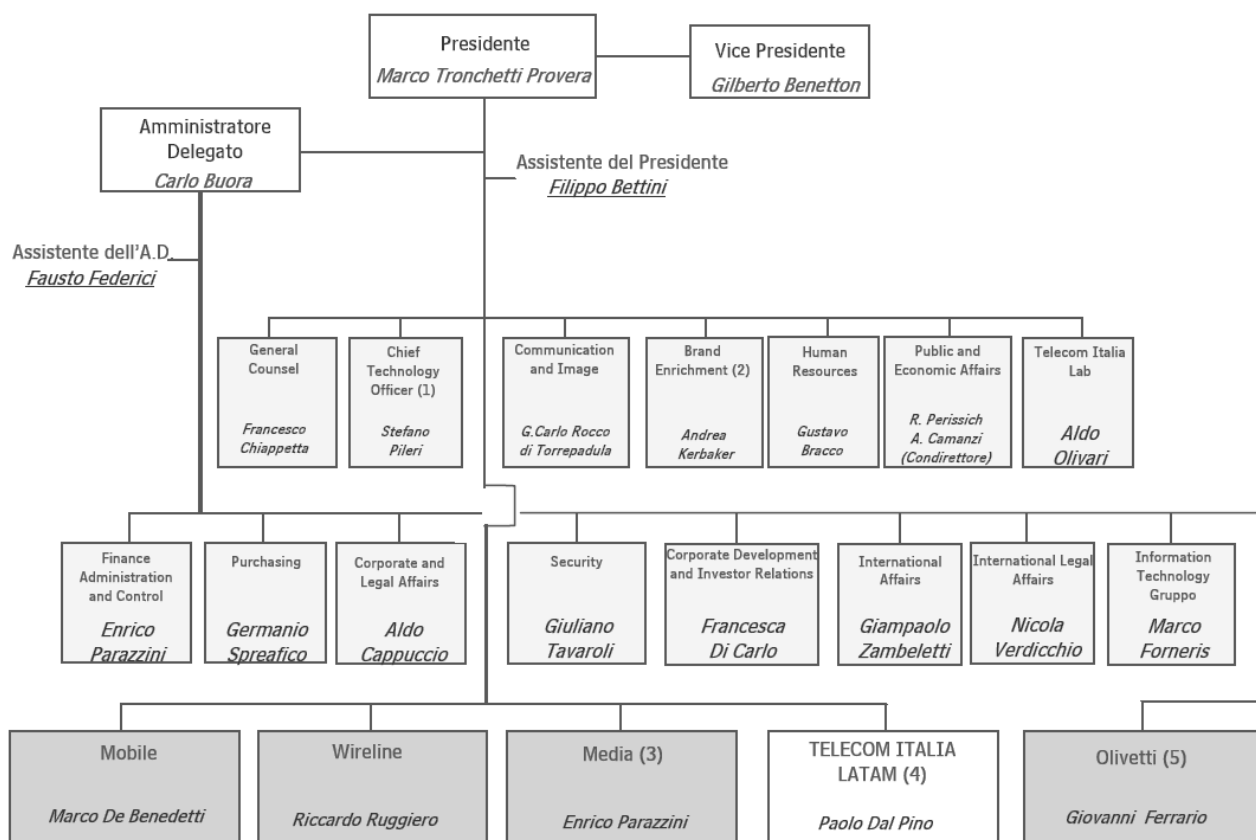 Presidente
Marco Tronchetti Provera
Vice Presidente
Gilberto Benetton
Amministratore
Delegato
Carlo Buora
Assistente del Presidente
Filippo Bettini
Assistente dell'A.D.
Fausto Federici
General
Counsel
Francesco
Chiappetta
Chief
Technology
Officer (1)
Stefano
Pileri
Communication
and Image
G.Carlo Rocco
di Torrepadula
Brand
Enrichment (2)
Andrea
Kerbaker
Human
Resources
Gustavo
Bracco
Public and
Economic Affairs
R. Perissich
A. Camanzi
(Condirettore)
Telecom Italia
Lab
Aldo
Olivari
Finance
Administration
and Control
Enrico
Parazzini
Purchasing
Germanio
Spreafico
Corporate and
Legal Affairs
Aldo
Cappuccio
Security
Giuliano
Tavaroli
Corporate Development
and Investor Relations
Francesca
Di Carlo
International
Affairs
Giampaolo
Zambeletti
International Legal
Affairs
Nicola
Verdicchio
Information
Technology
Gruppo
Marco
Forneris
Mobile
Marco De Benedetti
Wireline
Riccardo Ruggiero
Media (3)
Enrico Parazzini
TELECOM ITALIA
LATAM (4)
Paolo Dal Pino
Olivetti (5)
Giovanni Ferrario